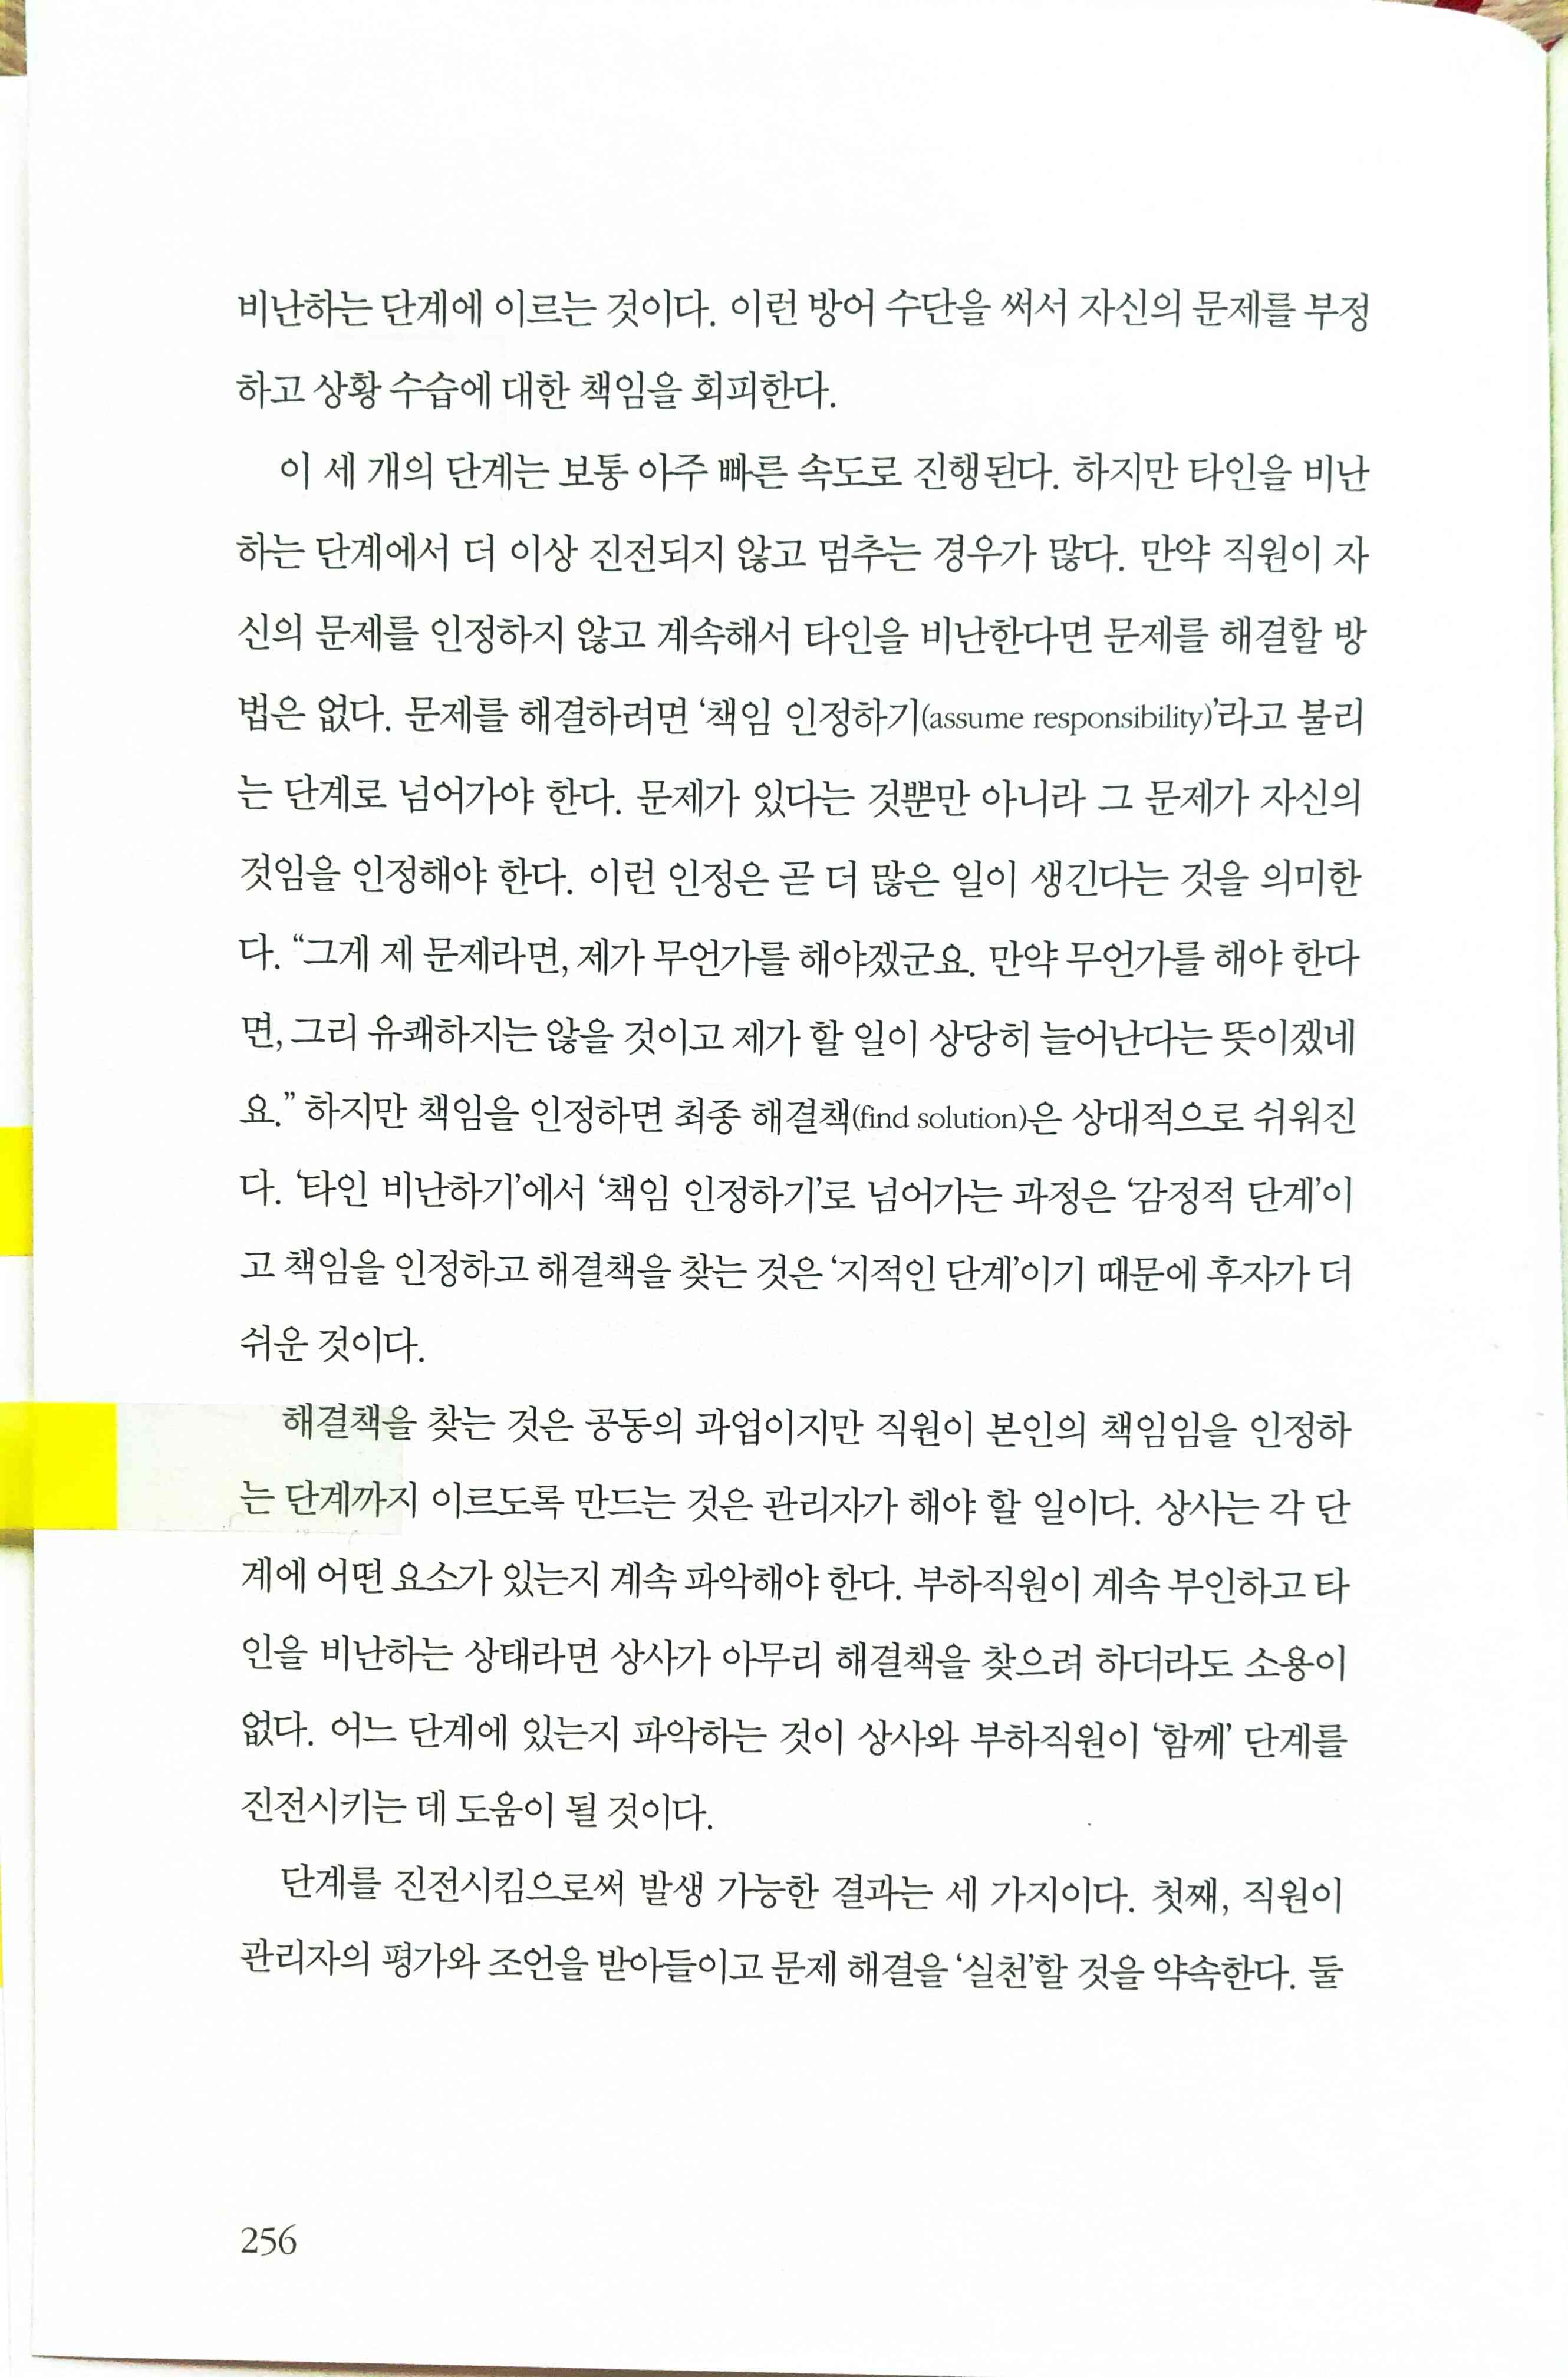 비난하는 단계에 이르는 것이다. 이런 방어 수단을 써서 자신의 문제를 부정
하고 상황 수습에 대한 책임을 회피한다.
이 세 개의 단계는 보통 아주 빠른 속도로 진행된다. 하지만 타인을 비난
하는 단계에서 더 이상 진전되지 않고 멈추는 경우가 많다. 만약 직원이 자
신의 문제를 인정하지 않고 계속해서 타인을 비난한다면 문제를 해결할 방
법은 없다. 문제를 해결하려면 ‘책임 인정하기(assume responsibility)’라고 불리
는 단계로 넘어가야 한다. 문제가 있다는 것뿐만 아니라 그 문제가 자신의
것임을 인정해야 한다. 이런 인정은 곧 더 많은 일이 생긴다는 것을 의미한
다. “그게 제 문제라면, 제가 무언가를 해야겠군요. 만약 무언가를 해야 한다
면, 그리 유쾌하지는 않을 것이고 제가 할 일이 상당히 늘어난다는 뜻이겠네
요.” 하지만 책임을 인정하면 최종 해결책(find solution)은 상대적으로 쉬워진
다. ‘타인 비난하기’에서 ‘책임 인정하기’로 넘어가는 과정은 ‘감정적 단계’이
고 책임을 인정하고 해결책을 찾는 것은 ‘지적인 단계’이기 때문에 후자가 더
쉬운 것이다.
해결책을 찾는 것은 공동의 과업이지만 직원이 본인의 책임임을 인정하
는 단계까지 이르도록 만드는 것은 관리자가 해야 할 일이다. 상사는 각 단
계에 어떤 요소가 있는지 계속 파악해야 한다. 부하직원이 계속 부인하고 타
인을 비난하는 상태라면 상사가 아무리 해결책을 찾으려 하더라도 소용이
없다. 어느 단계에 있는지 파악하는 것이 상사와 부하직원이 ‘함께’ 단계를
진전시키는 데 도움이 될 것이다.
단계를 진전시킴으로써 발생 가능한 결과는 세 가지이다. 첫째, 직원이
관리자의 평가와 조언을 받아들이고 문제 해결을 ‘실천’할 것을 약속한다. 둘
256